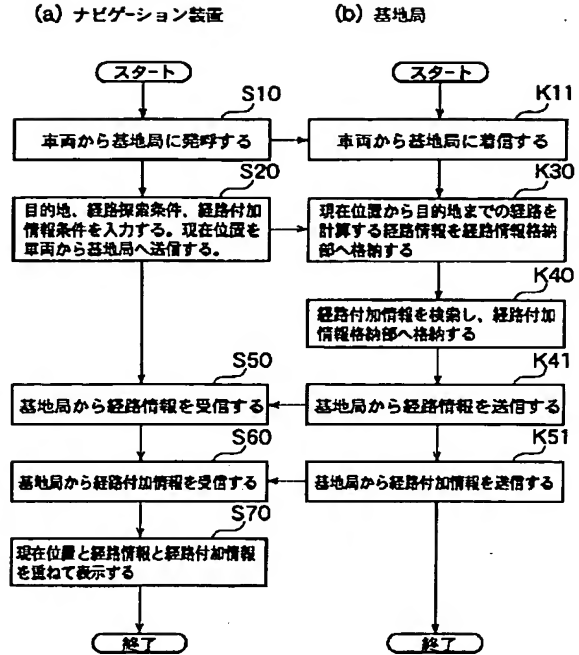 (a) ナビゲーション装置
(b) 基地局
スタート
スタート
S10
K11
車両から基地局に発呼する
車両から基地局に着信する
S20
K30
目的地、経路探索条件、経路付加
情報条件を入力する。現在位置を
車両から基地局へ送信する。
現在位置から目的地までの経路を
計算する経路情報を経路情報格納
部へ格納する
K40
経路付加情報を検索し、経路付加
情報格納部へ格納する
S50
K41
基地局から経路情報を受信する
基地局から経路情報を送信する
S60
K51
基地局から経路付加情報を受信する
基地局から経路付加情報を送信する
S70
現在位置と経路情報と経路付加情報
を重ねて表示する
終了
終了